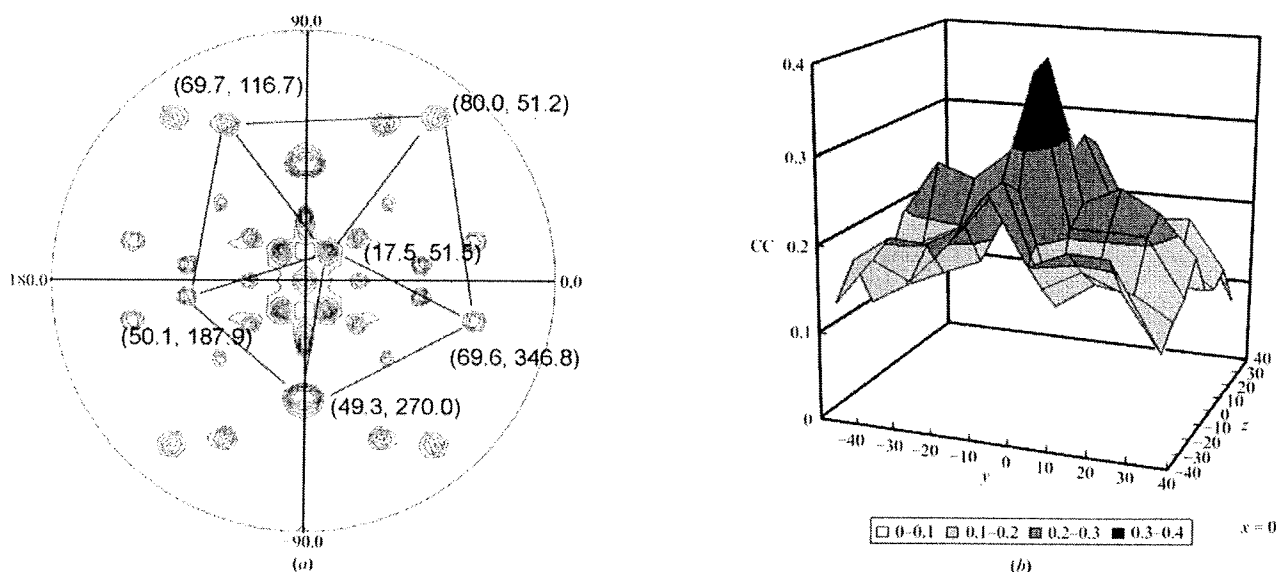 90.0
(69.7, 116.7)
(80.0, 51.2)
(17.5, 51.5)
180.0
0.0
(50.1, 187.9)
(69.6, 346.8)
(49.3, 270.0)
-90.0
(a)
0.4
0.3
CC 0.2
0.1
0
-40 -30 -20 -10 0 10 20 30 40
y
40
30
20
10
0
-10
-20
-30
-40
z
0-0.1 0.1-0.2 0.2-0.3 0.3-0.4
x = 0
(b)